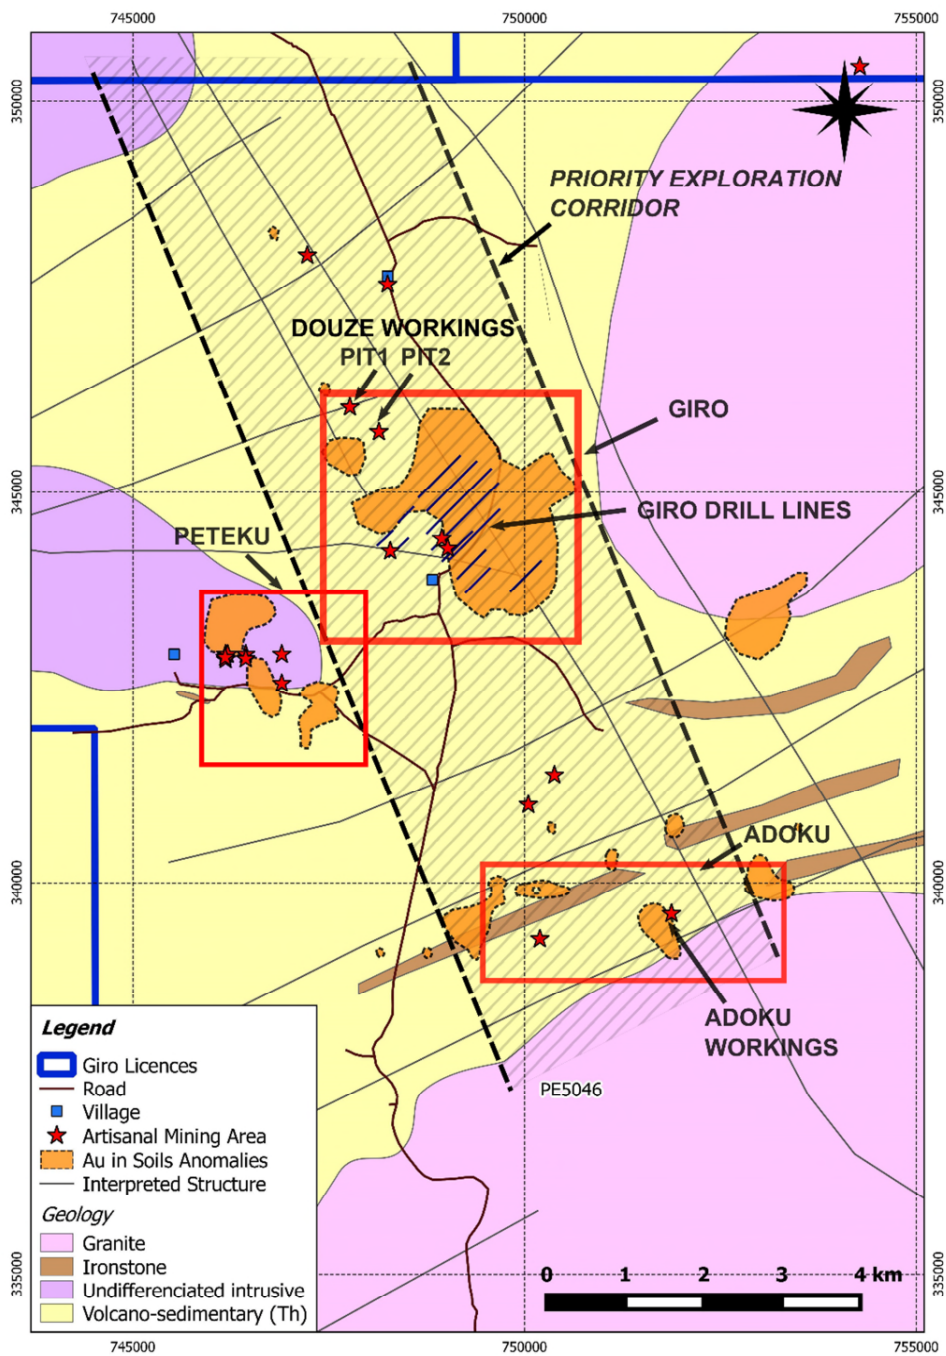 745000
750000
755000
350000
350000
PRIORITY EXPLORATION
CORRIDOR
DOUZE WORKINGS
PIT1 PIT2
GIRO
345000
345000
GIRO DRILL LINES
PETEKU
340000
340000
ADOKU
ADOKU
WORKINGS
PE5046
Legend
Giro Licences
Road
Village
Artisanal Mining Area
Au in Soils Anomalies
Interpreted Structure
Geology
Granite
Ironstone
Undifferenciated intrusive
Volcano-sedimentary (Th)
335000
335000
0 1 2 3 4 km
745000
750000
755000